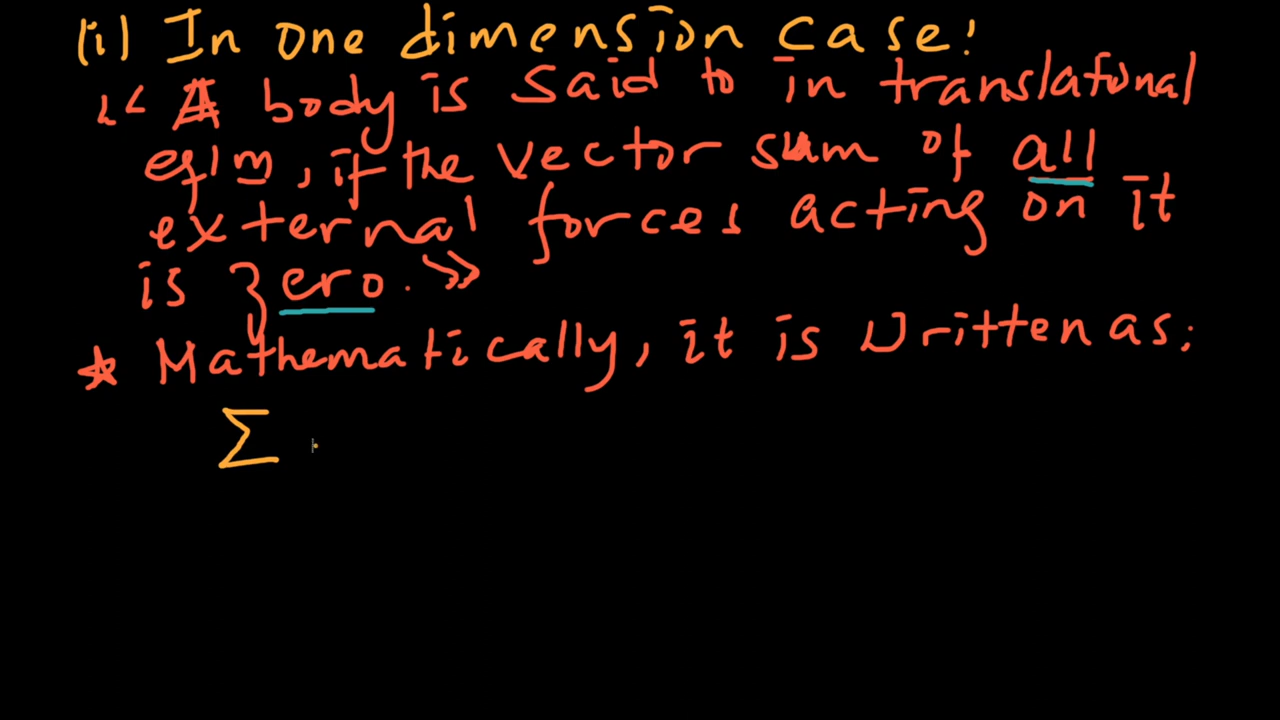 (i) In one dimension case:
“ A body is said to in translational
eqlm, if the vector sum of all
external forces acting on it
is zero. ”
* Mathematically, it is written as:
Σ